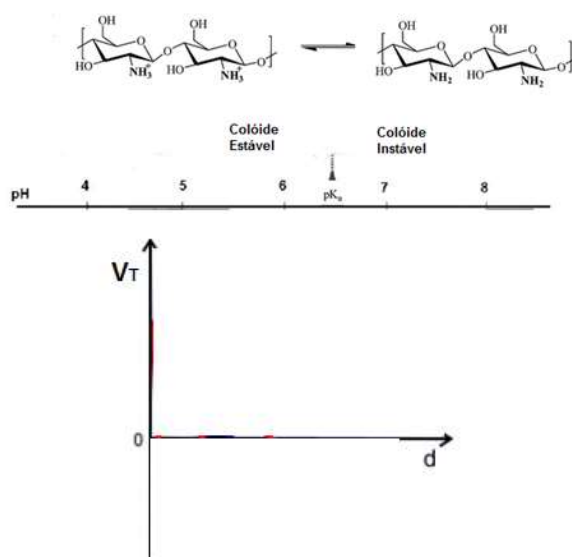 OH OH OH OH
O O O O O O
HO NH₃⁺ HO NH₃⁺ HO NH₂ HO NH₂
Colóide Colóide
Estável Instável
pH 4 5 6 pKₐ 7 8
VT
0
d